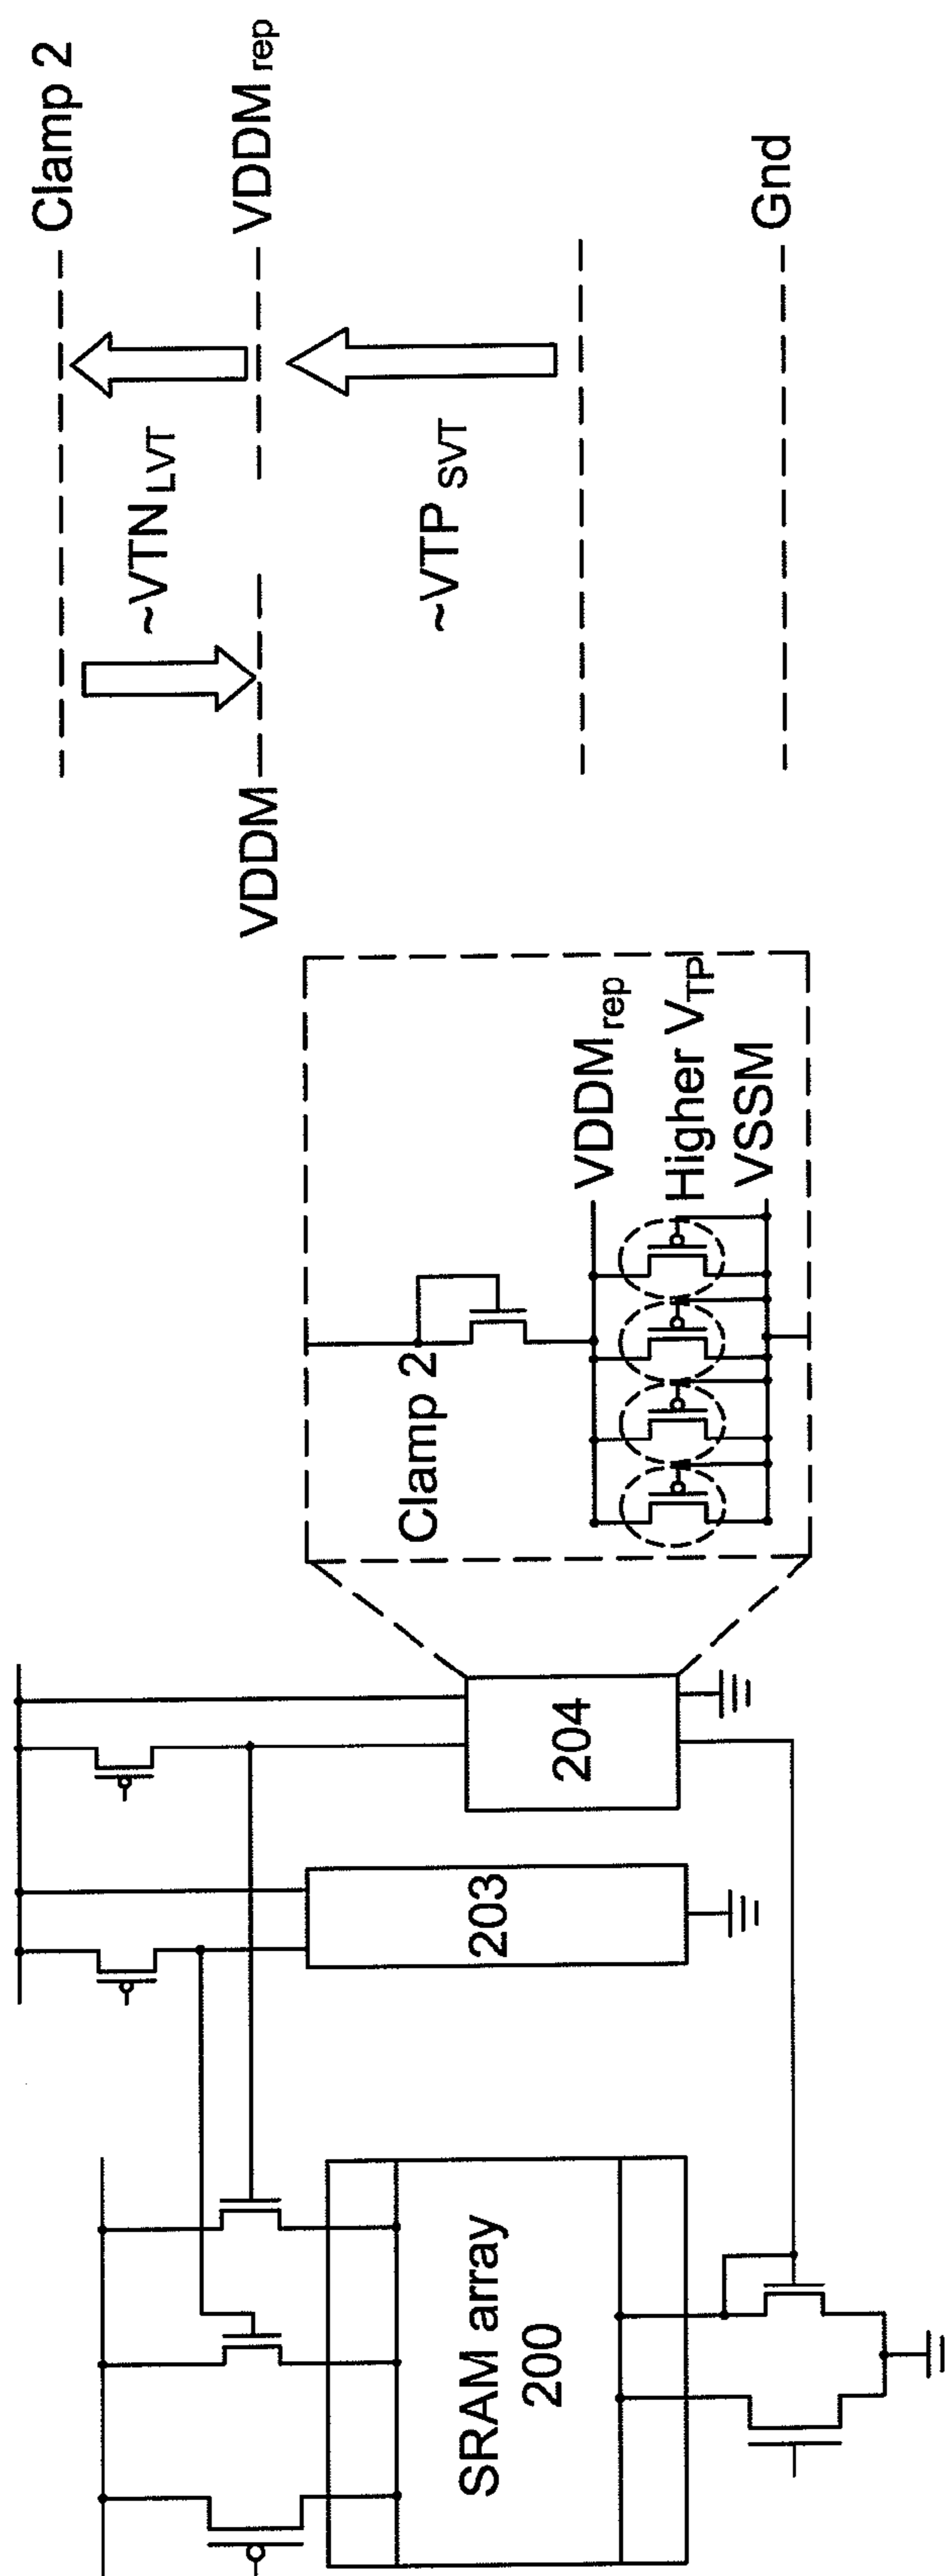 SRAM array
200
203
204
Clamp 2
VDDM rep
Higher VTP
VSSM
VDDM
~VTN LVT
~VTP SVT
Clamp 2
VDDM rep
Gnd